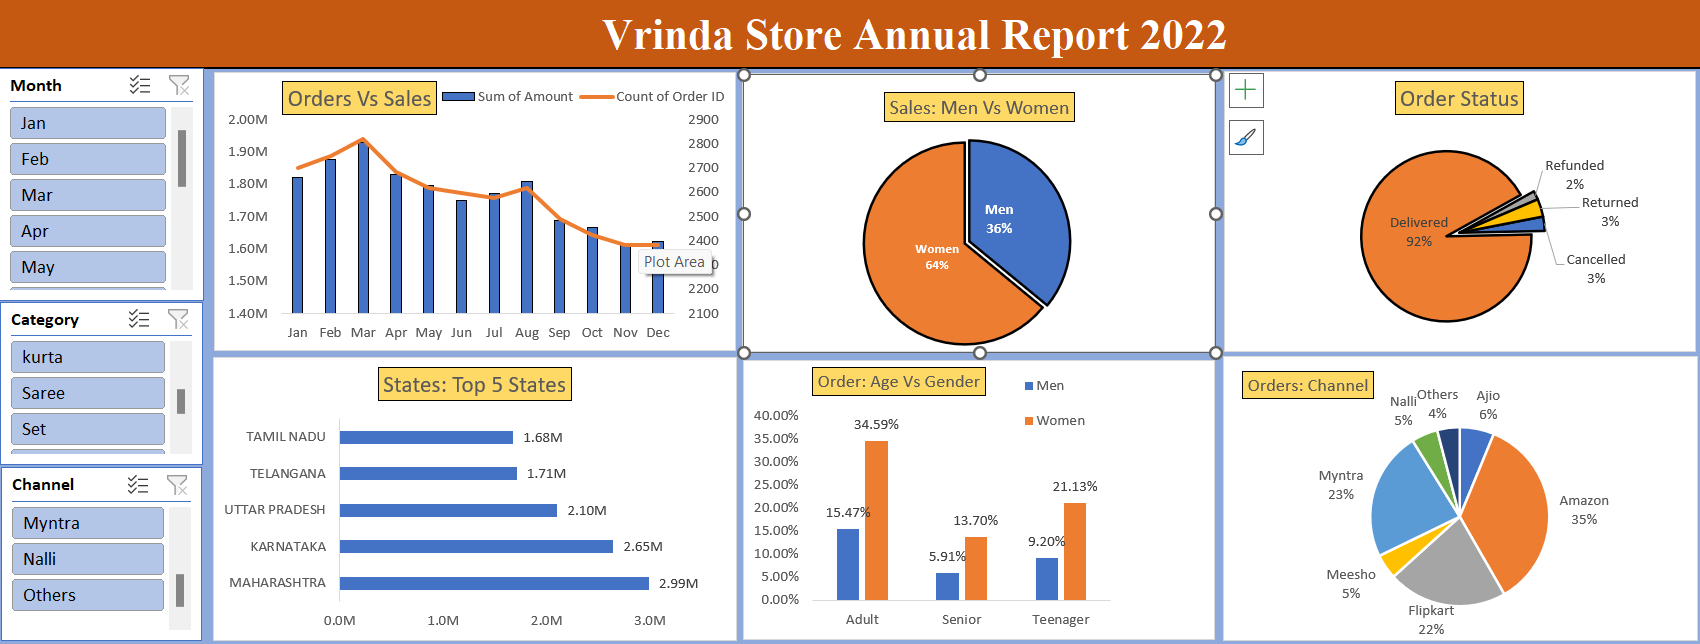 Vrinda Store Annual Report 2022
Month
Jan
Feb
Mar
Apr
May
Category
kurta
Saree
Set
Channel
Myntra
Nalli
Others
Orders Vs Sales
Sum of Amount
Count of Order ID
2.00M
1.90M
1.80M
1.70M
1.60M
1.50M
1.40M
2900
2800
2700
2600
2500
2400
0
2200
2100
Plot Area
Jan Feb Mar Apr May Jun Jul Aug Sep Oct Nov Dec
Sales: Men Vs Women
Men
36%
Women
64%
Order Status
Refunded
2%
Returned
3%
Delivered
92%
Cancelled
3%
States: Top 5 States
TAMIL NADU 1.68M
TELANGANA 1.71M
UTTAR PRADESH 2.10M
KARNATAKA 2.65M
MAHARASHTRA 2.99M
0.0M 1.0M 2.0M 3.0M
Order: Age Vs Gender
Men
Women
40.00%
35.00%
30.00%
25.00%
20.00%
15.00%
10.00%
5.00%
0.00%
15.47%
34.59%
5.91%
13.70%
9.20%
21.13%
Adult Senior Teenager
Orders: Channel
Nalli
5%
Others
4%
Ajio
6%
Myntra
23%
Amazon
35%
Meesho
5%
Flipkart
22%